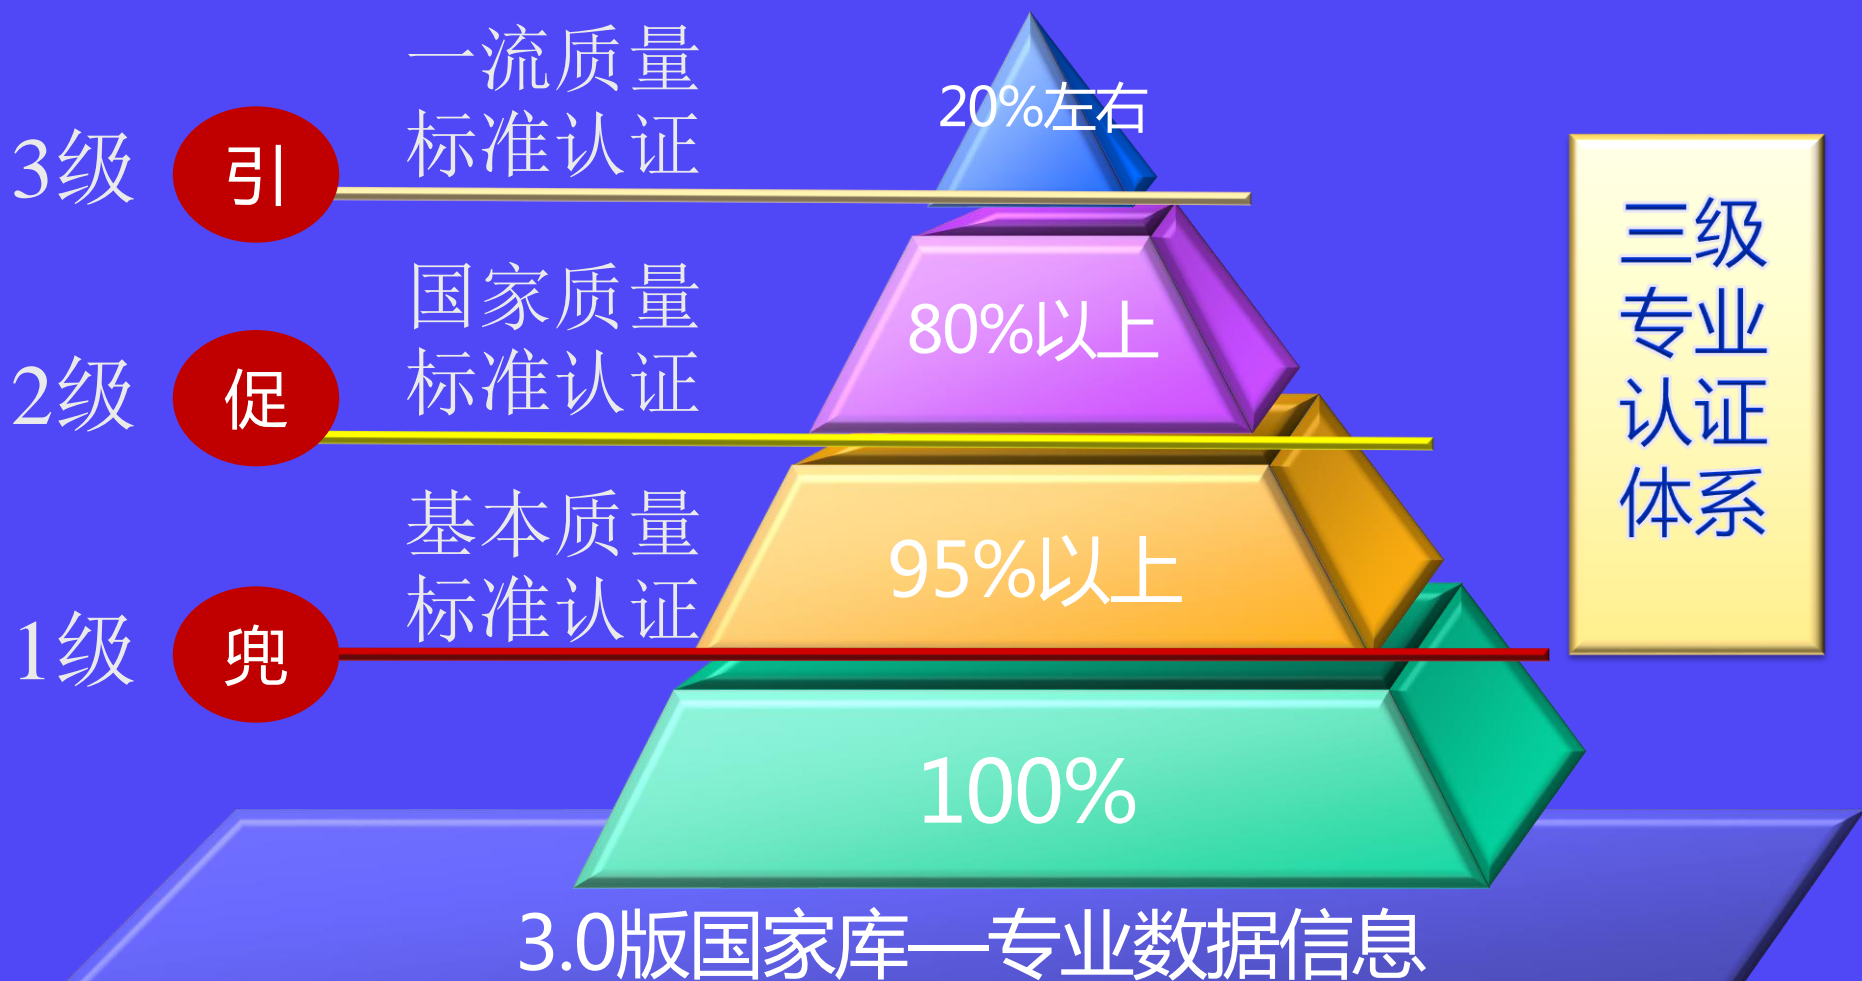 一流质量
标准认证
3级
引
20%左右
国家质量
标准认证
2级
促
80%以上
基本质量
标准认证
1级
兜
95%以上
100%
3.0版国家库—专业数据信息
三级
专业
认证
体系